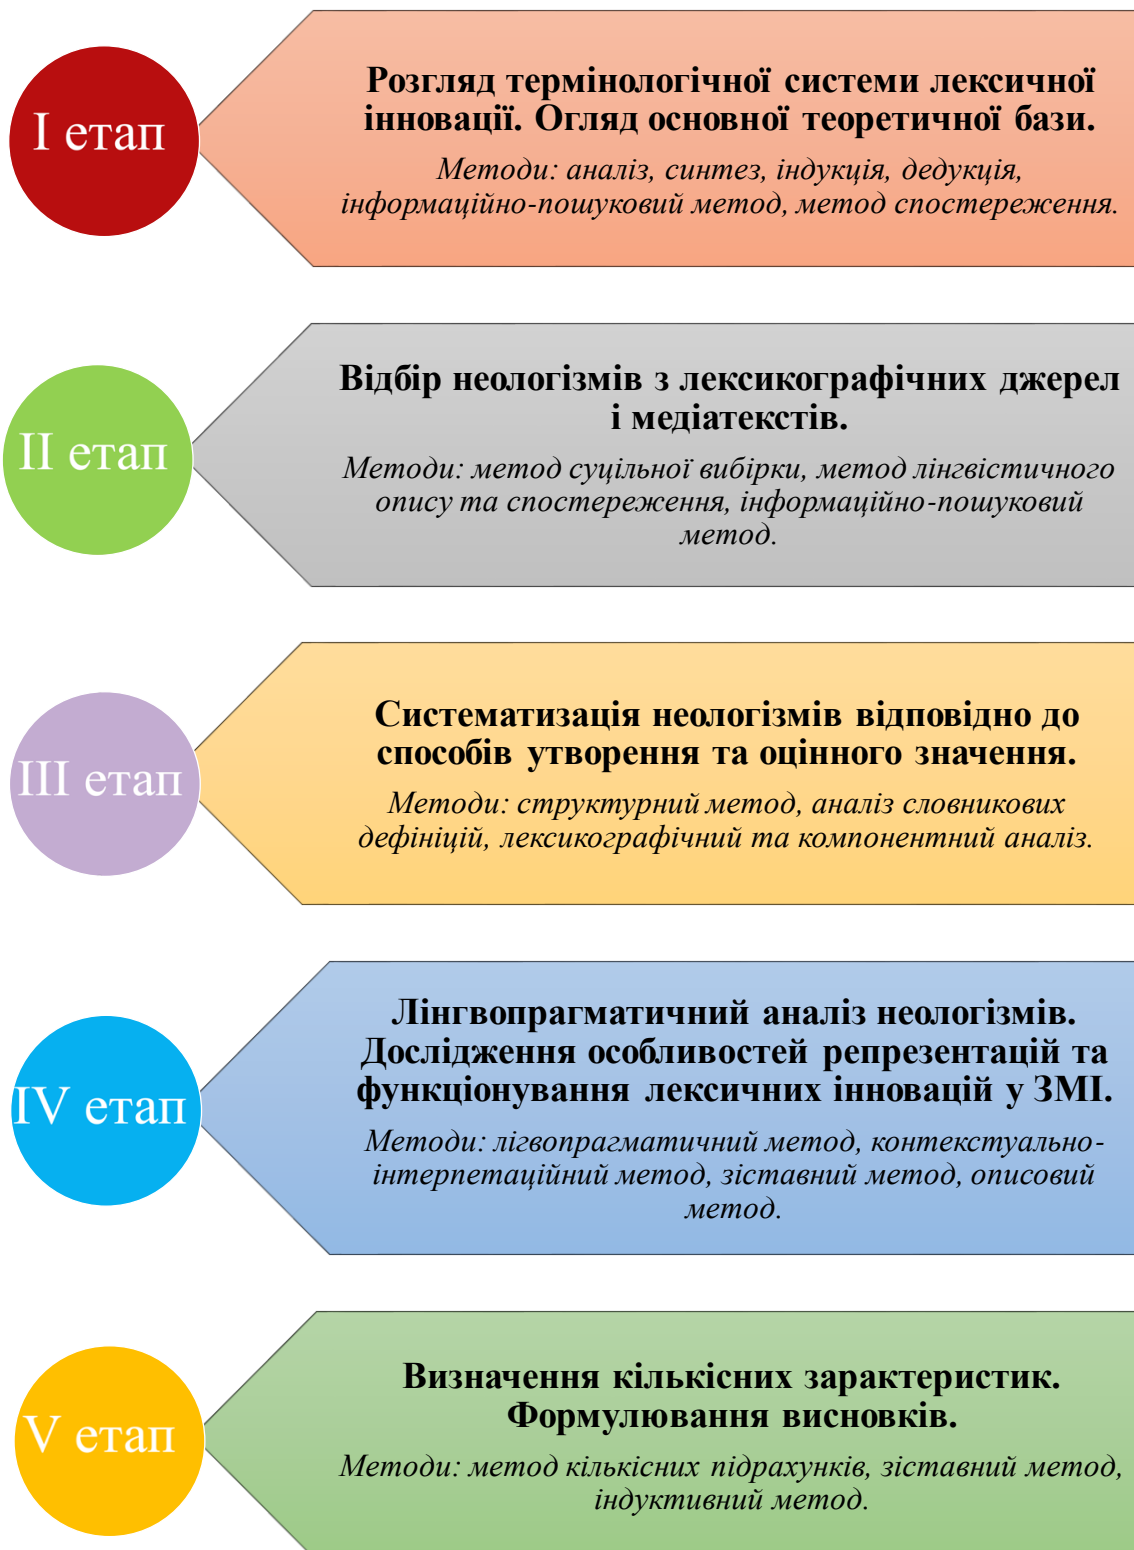 І етап
Розгляд термінологічної системи лексичної
інновації. Огляд основної теоретичної бази.
Методи: аналіз, синтез, індукція, дедукція,
інформаційно-пошуковий метод, метод спостереження.
ІІ етап
Відбір неологізмів з лексикографічних джерел
і медіатекстів.
Методи: метод суцільної вибірки, метод лінгвістичного
опису та спостереження, інформаційно-пошуковий
метод.
ІІІ етап
Систематизація неологізмів відповідно до
способів утворення та оцінного значення.
Методи: структурний метод, аналіз словникових
дефініцій, лексикографічний та компонентний аналіз.
IV етап
Лінгвопрагматичний аналіз неологізмів.
Дослідження особливостей репрезентацій та
функціонування лексичних інновацій у ЗМІ.
Методи: лігвопрагматичний метод, контекстуально-
інтерпетаційний метод, зіставний метод, описовий
метод.
V етап
Визначення кількісних зарактеристик.
Формулювання висновків.
Методи: метод кількісних підрахунків, зіставний метод,
індуктивний метод.